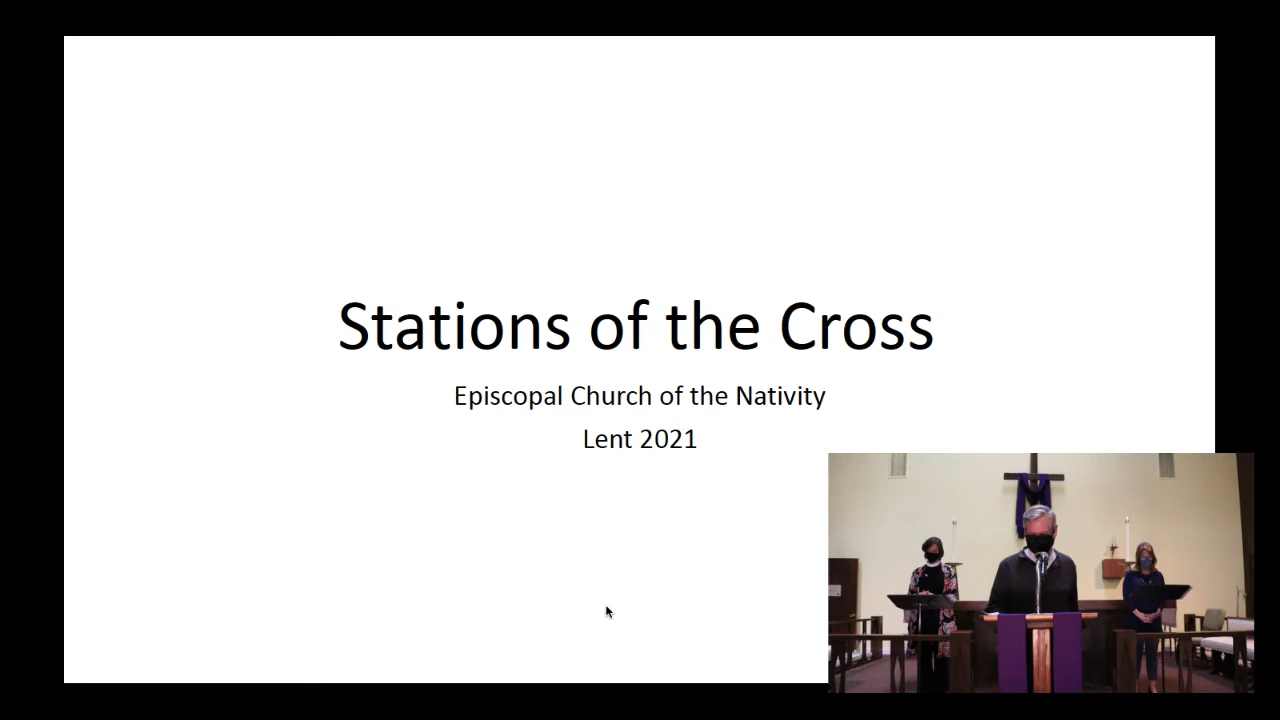 Stations of the Cross
Episcopal Church of the Nativity
Lent 2021